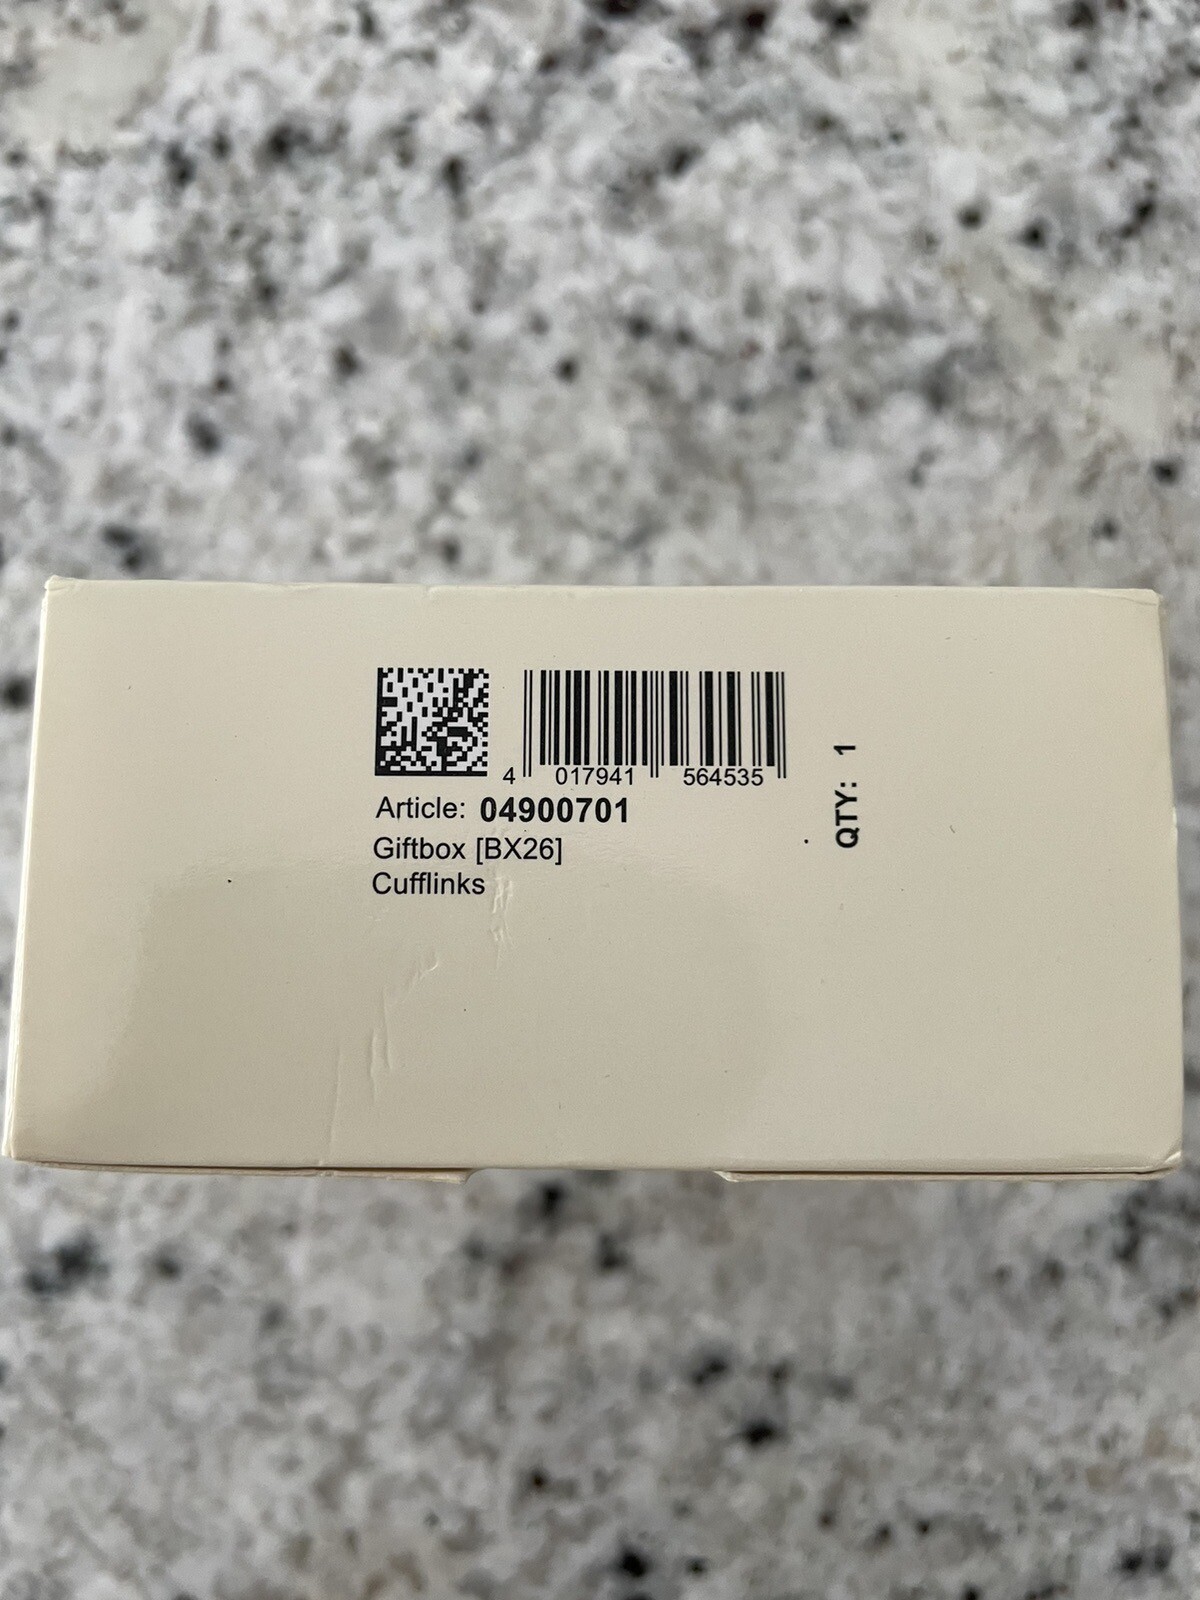 4 017941 564535
Article: 04900701
Giftbox [BX26]
Cufflinks
QTY: 1